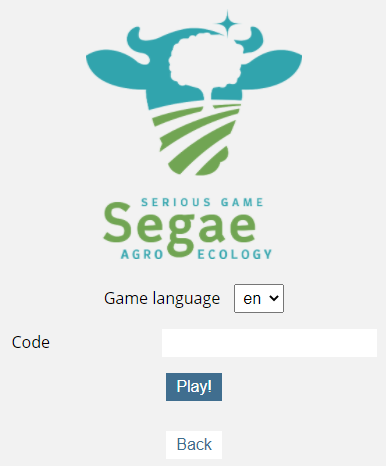 SERIOUS GAME
Segae
AGRO ECOLOGY
Game language en
Code
Play!
Back